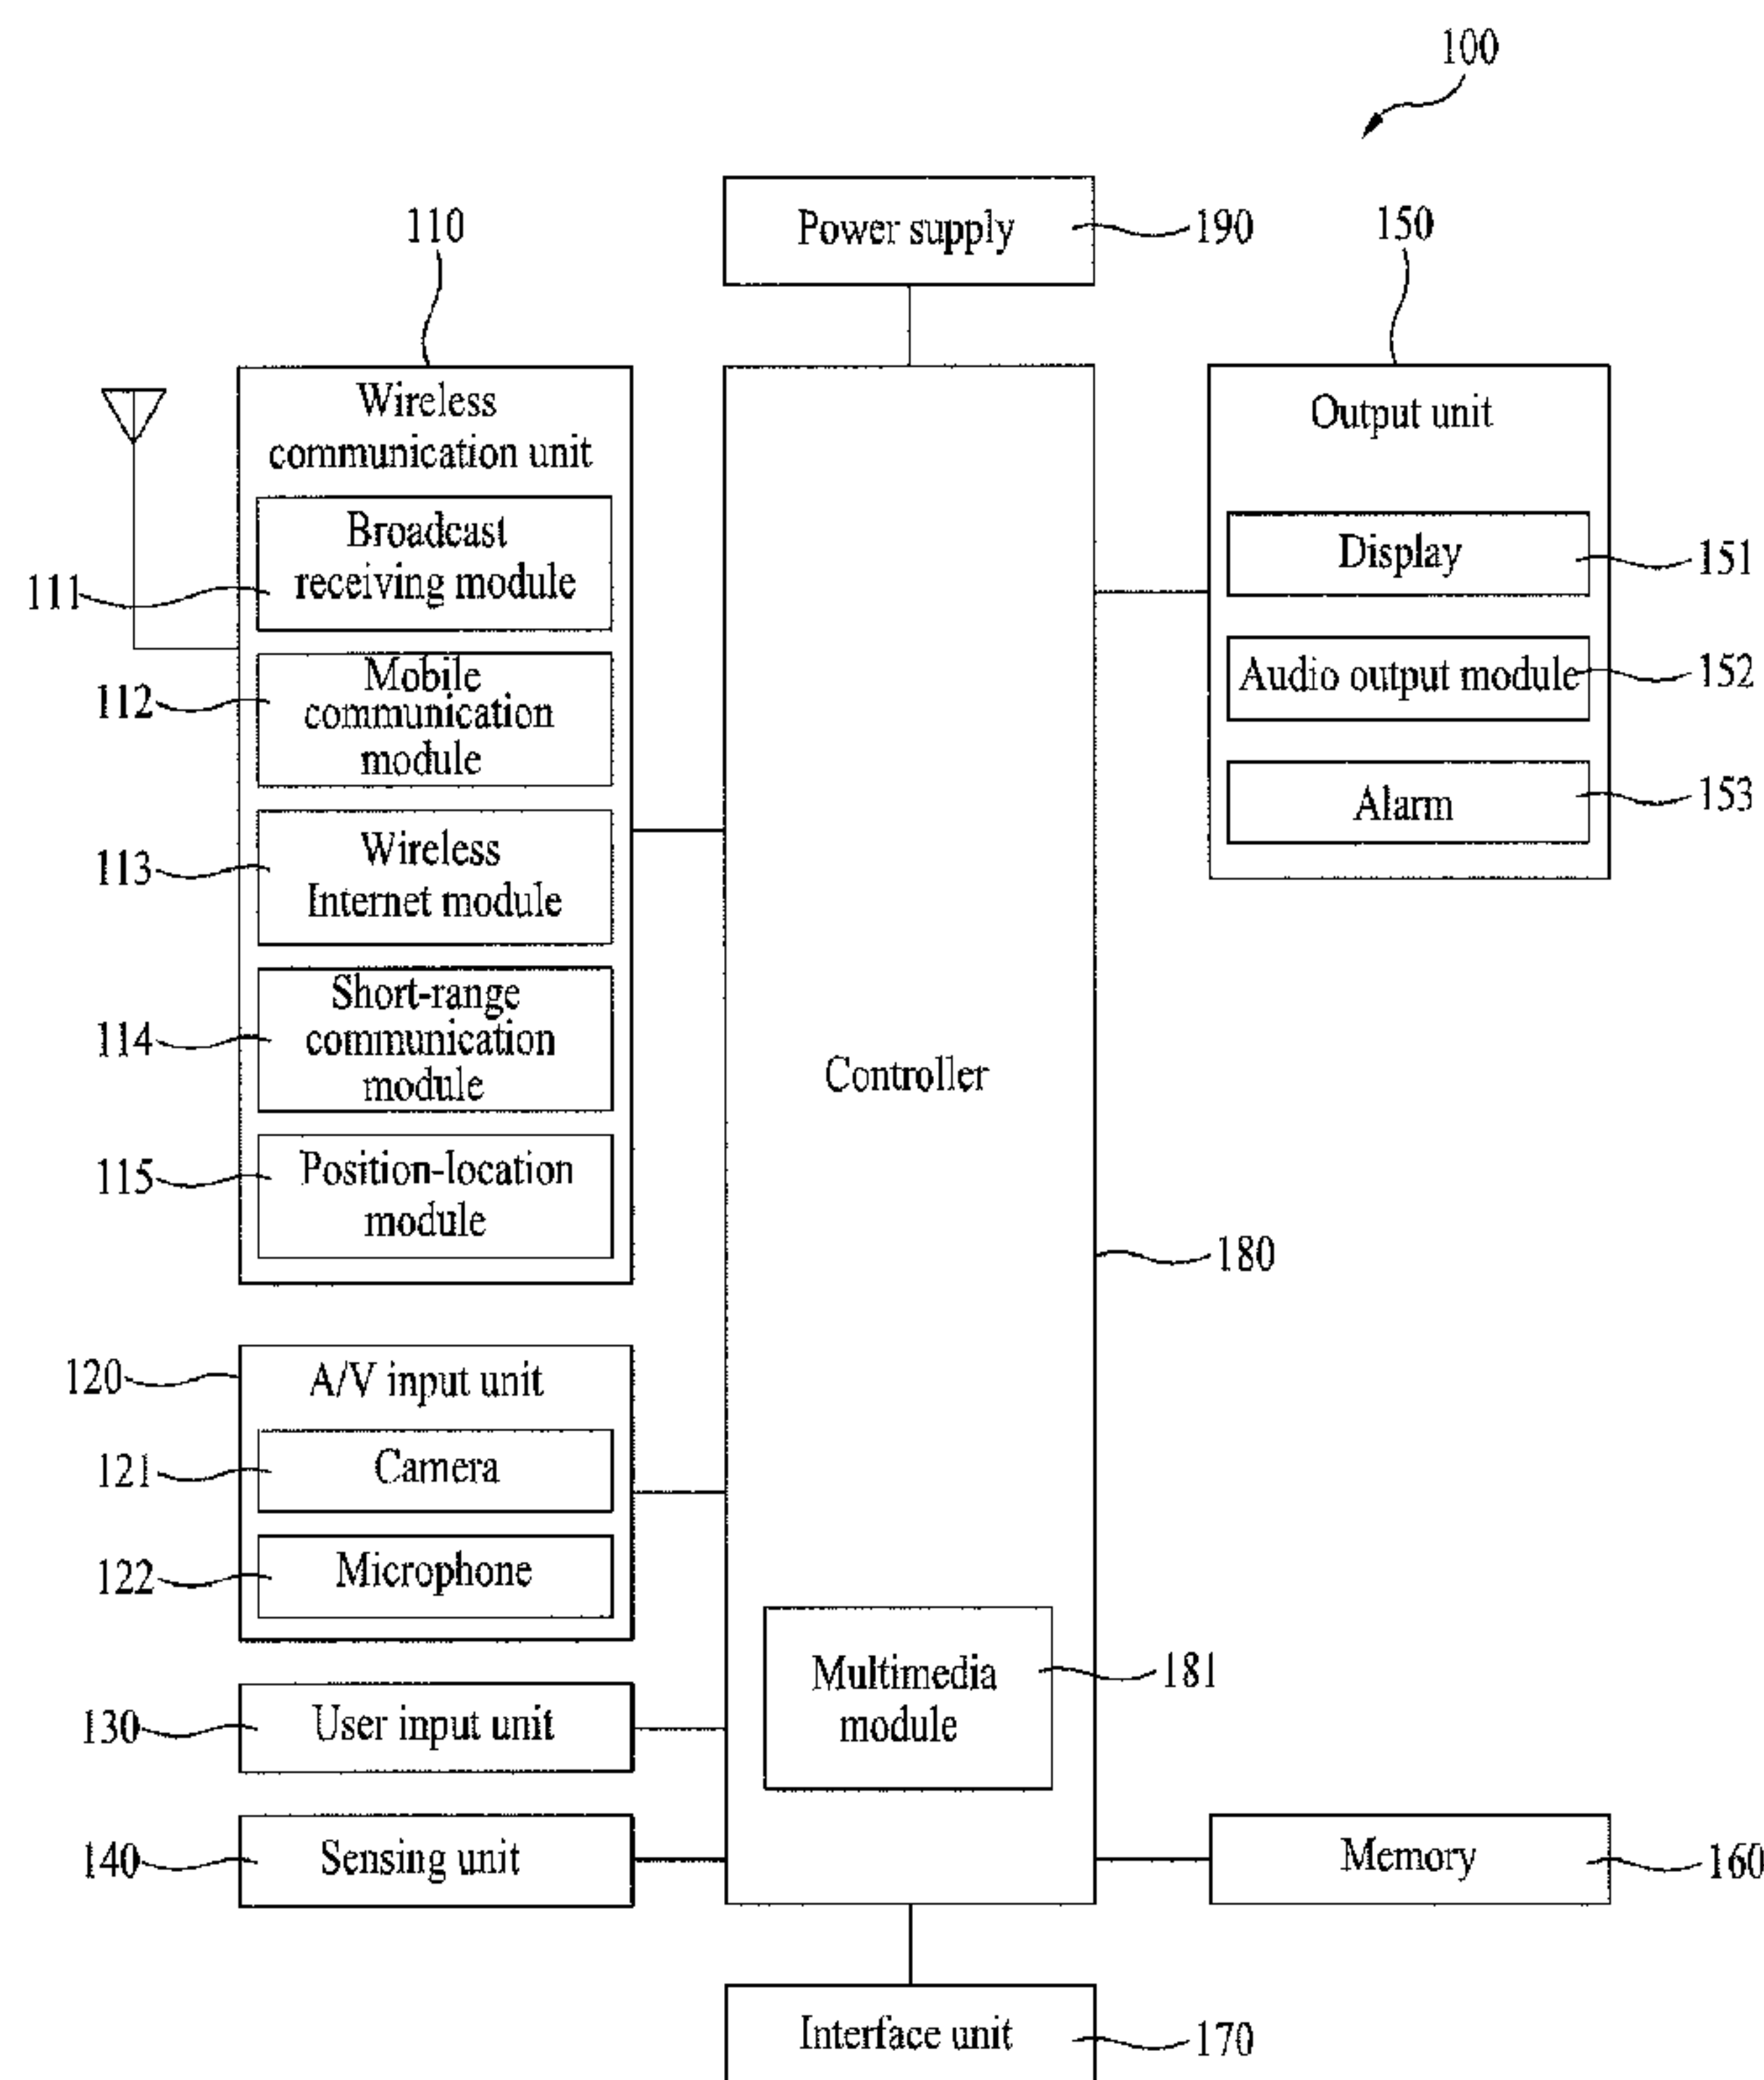 100
Power supply
190
110
150
Wireless
communication unit
Broadcast
receiving module
111
Mobile
communication
module
112
Wireless
Internet module
113
Short-range
communication
module
114
Position-location
module
115
Output unit
Display
151
Audio output module
152
Alarm
153
Controller
180
120
A/V input unit
121
Camera
122
Microphone
Multimedia
module
181
130
User input unit
140
Sensing unit
Memory
160
Interface unit
170